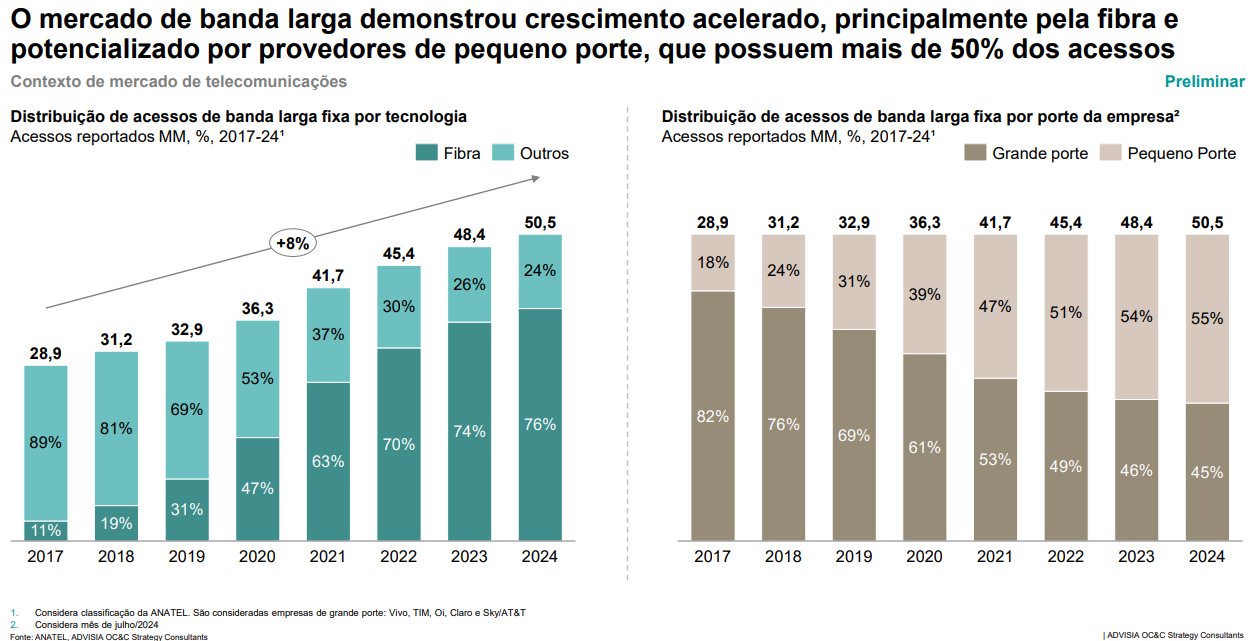 O mercado de banda larga demonstrou crescimento acelerado, principalmente pela fibra e
potencializado por provedores de pequeno porte, que possuem mais de 50% dos acessos
Contexto de mercado de telecomunicações
Preliminar
Distribuição de acessos de banda larga fixa por tecnologia
Acessos reportados MM, %, 2017-24¹
Fibra Outros
+8%
28,9 31,2 32,9 36,3 41,7 45,4 48,4 50,5
89% 81% 69% 53% 37% 30% 26% 24%
11% 19% 31% 47% 63% 70% 74% 76%
2017 2018 2019 2020 2021 2022 2023 2024
Distribuição de acessos de banda larga fixa por porte da empresa²
Acessos reportados MM, %, 2017-24¹
Grande porte Pequeno Porte
28,9 31,2 32,9 36,3 41,7 45,4 48,4 50,5
18% 24% 31% 39% 47% 51% 54% 55%
82% 76% 69% 61% 53% 49% 46% 45%
2017 2018 2019 2020 2021 2022 2023 2024
1. Considera classificação da ANATEL. São consideradas empresas de grande porte: Vivo, TIM, Oi, Claro e Sky/AT&T
2. Considera mês de julho/2024
Fonte: ANATEL, ADVISIA OC&C Strategy Consultants
| ADVISIA OC&C Strategy Consultants